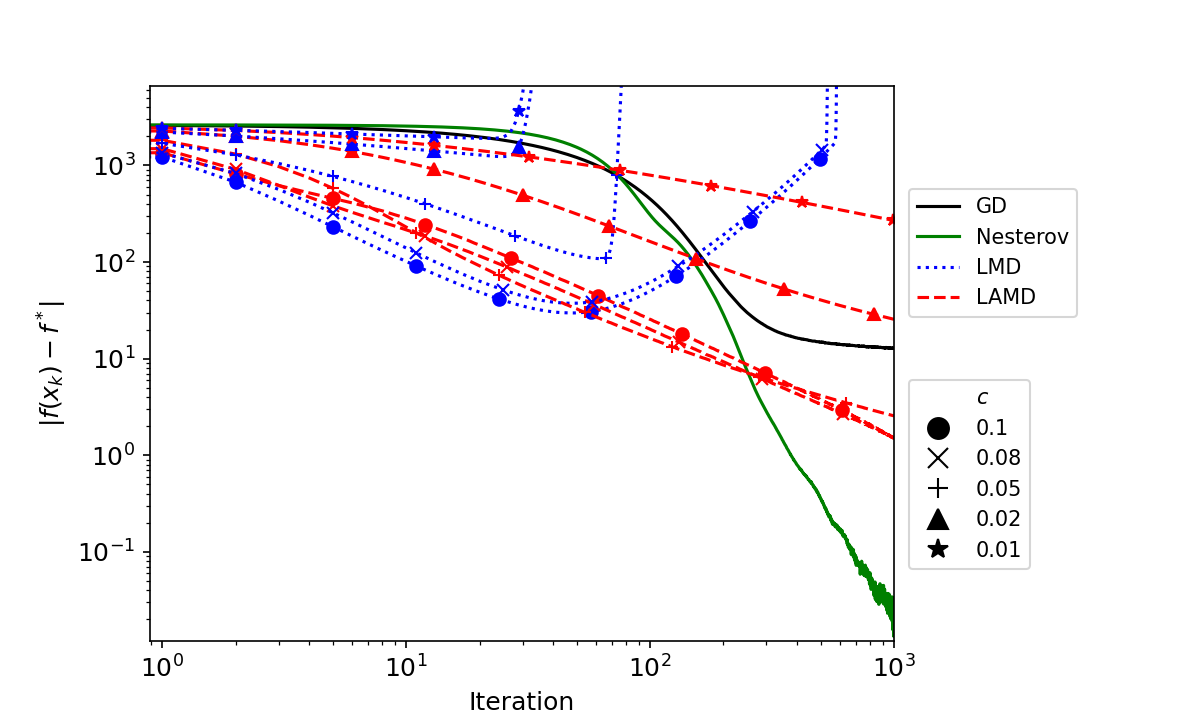 |f(x_k) − f^*|
10^3
10^2
10^1
10^0
10^{−1}
10^0 10^1 10^2 10^3
Iteration
GD
Nesterov
LMD
LAMD
c
0.1
0.08
0.05
0.02
0.01